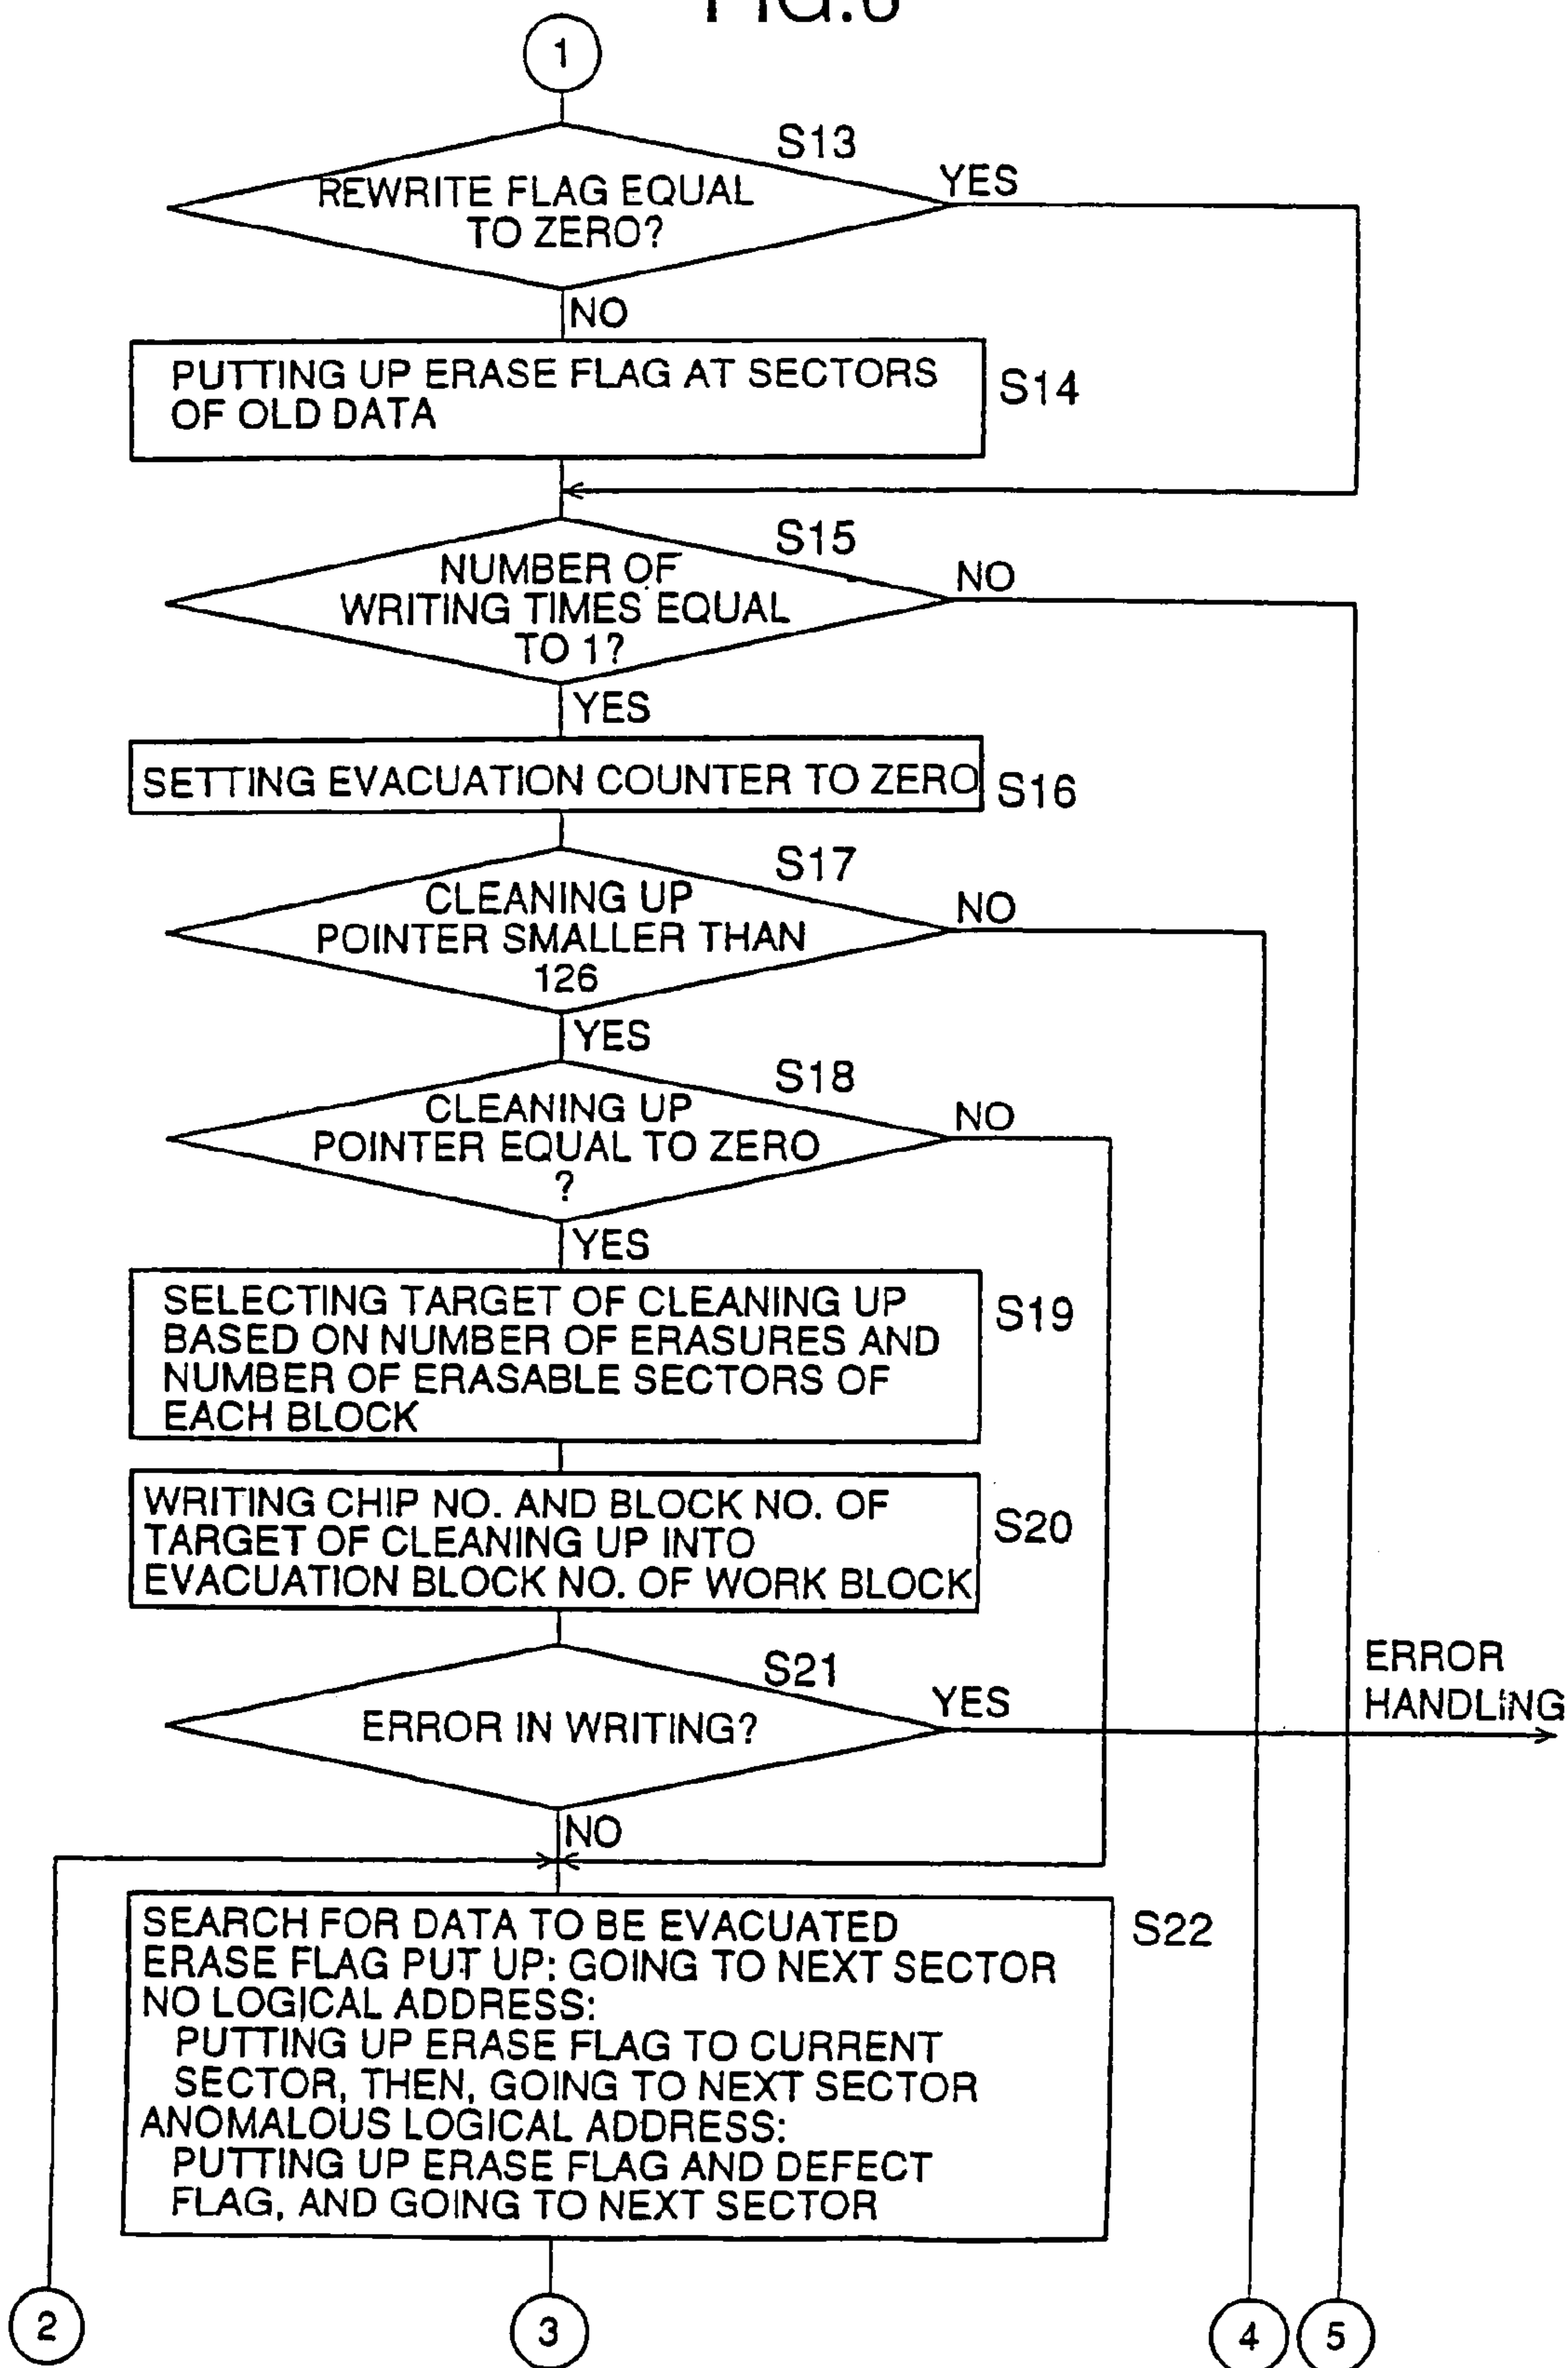 1
S13
REWRITE FLAG EQUAL
TO ZERO?
YES
NO
PUTTING UP ERASE FLAG AT SECTORS
OF OLD DATA
S14
S15
NUMBER OF
WRITING TIMES EQUAL
TO 1?
NO
YES
SETTING EVACUATION COUNTER TO ZERO
S16
S17
CLEANING UP
POINTER SMALLER THAN
126
NO
YES
S18
CLEANING UP
POINTER EQUAL TO ZERO
?
NO
YES
SELECTING TARGET OF CLEANING UP
BASED ON NUMBER OF ERASURES AND
NUMBER OF ERASABLE SECTORS OF
EACH BLOCK
S19
WRITING CHIP NO. AND BLOCK NO. OF
TARGET OF CLEANING UP INTO
EVACUATION BLOCK NO. OF WORK BLOCK
S20
S21
ERROR IN WRITING?
YES
ERROR
HANDLING
NO
SEARCH FOR DATA TO BE EVACUATED
ERASE FLAG PUT UP: GOING TO NEXT SECTOR
NO LOGICAL ADDRESS:
PUTTING UP ERASE FLAG TO CURRENT
SECTOR, THEN, GOING TO NEXT SECTOR
ANOMALOUS LOGICAL ADDRESS:
PUTTING UP ERASE FLAG AND DEFECT
FLAG, AND GOING TO NEXT SECTOR
S22
2
3
4
5